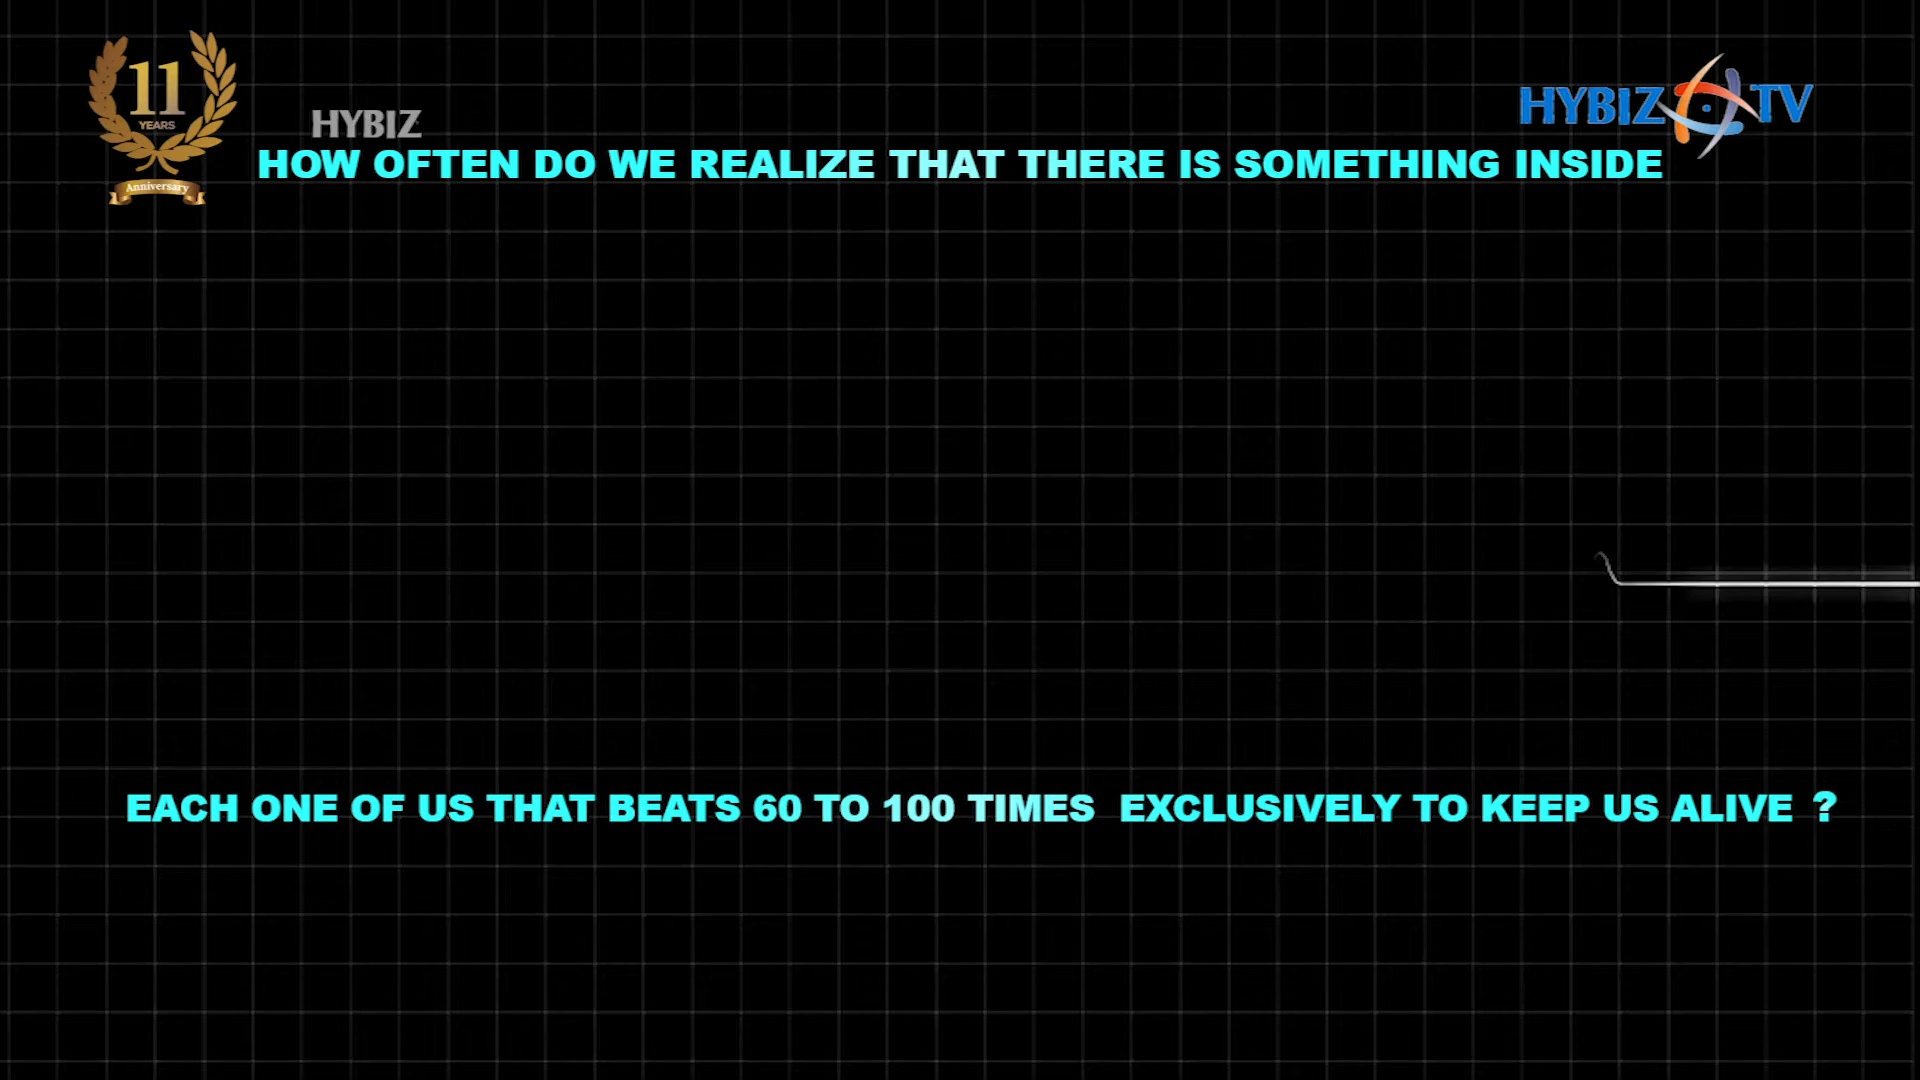 11
YEARS
Anniversary
HYBIZ
HYBIZ TV
HOW OFTEN DO WE REALIZE THAT THERE IS SOMETHING INSIDE
EACH ONE OF US THAT BEATS 60 TO 100 TIMES EXCLUSIVELY TO KEEP US ALIVE ?